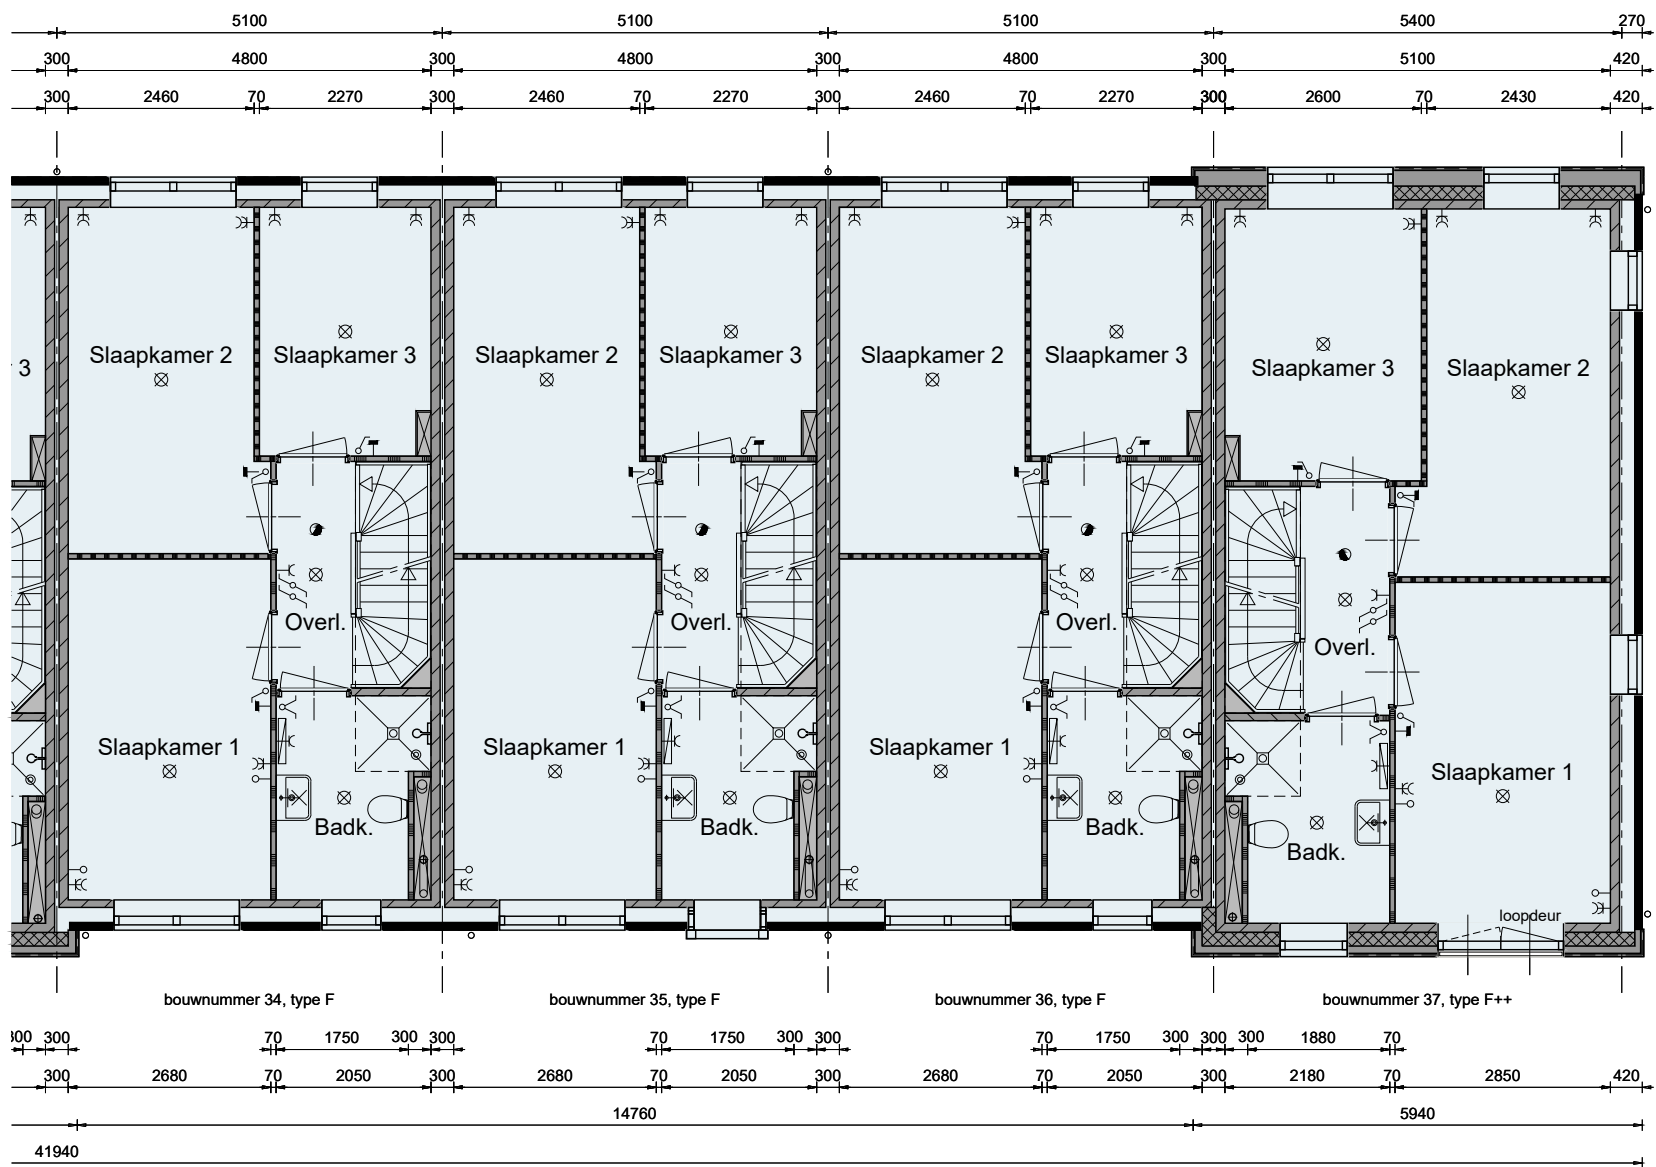 5100 5100 5100 5400 270
300 4800 300 4800 300 4800 300 5100 420
300 2460 70 2270 300 2460 70 2270 300 2460 70 2270 300 2600 70 2430 420
3 Slaapkamer 2 Slaapkamer 3 Slaapkamer 2 Slaapkamer 3 Slaapkamer 2 Slaapkamer 3 Slaapkamer 3 Slaapkamer 2
Overl. Overl. Overl. Overl.
Slaapkamer 1 Slaapkamer 1 Slaapkamer 1 Slaapkamer 1
Badk. Badk. Badk. Badk.
loopdeur
bouwnummer 34, type F bouwnummer 35, type F bouwnummer 36, type F bouwnummer 37, type F++
300 300 70 1750 300 300 70 1750 300 300 70 1750 300 300 300 1880 70
300 2680 70 2050 300 2680 70 2050 300 2680 70 2050 300 2180 70 2850 420
14760 5940
41940